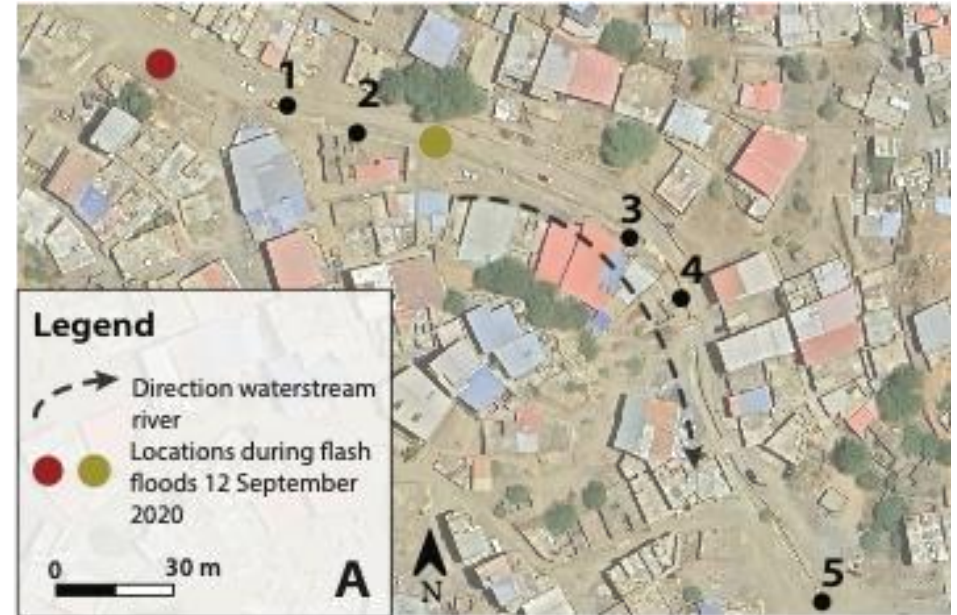 1
2
3
4
Legend
Direction waterstream
river
Locations during flash
floods 12 September
2020
0 30 m
A
N
5